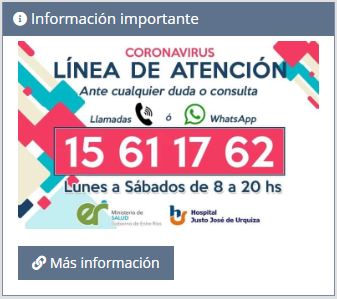 Información importante
CORONAVIRUS
LÍNEA DE ATENCIÓN
Ante cualquier duda o consulta
Llamadas ó WhatsApp
15 61 17 62
Lunes a Sábados de 8 a 20 hs
er Ministerio de
SALUD
Gobierno de Entre Ríos
Hospital
Justo José de Urquiza
Más información